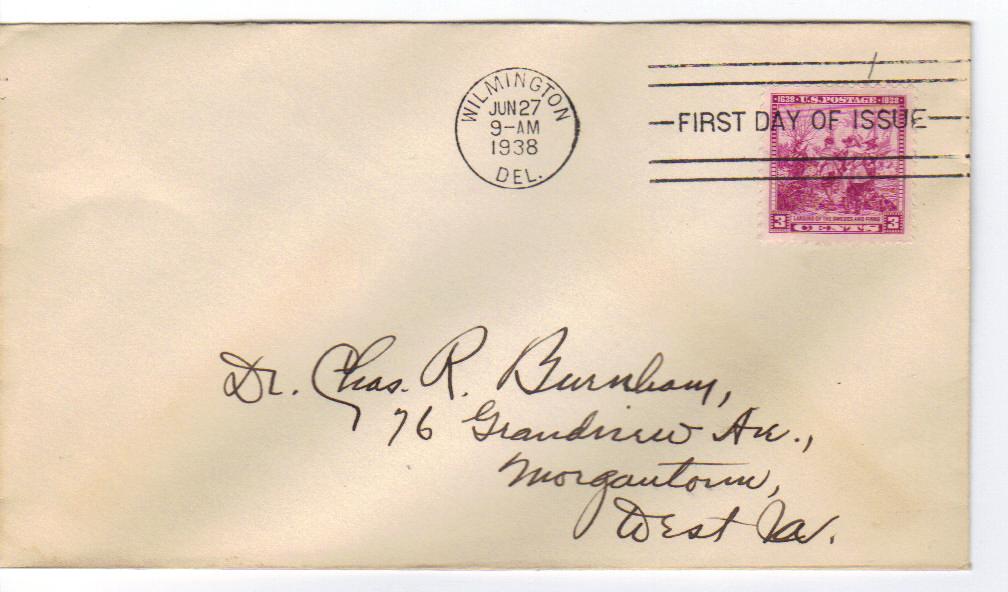 WILMINGTON
JUN 27
9-AM
1938
DEL.
1638 · U.S. POSTAGE · 1938
FIRST DAY OF ISSUE
LANDING OF THE SWEDES AND FINNS
3 CENTS 3
Dr. Chas. R. Burnham,
76 Grandview Ave.,
Morgantown,
West Va.